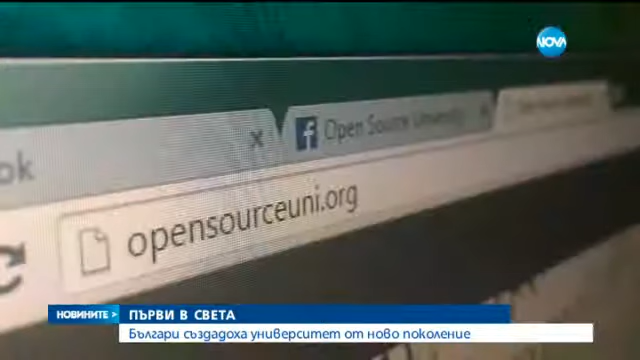 NOVA
ok
Open Source University
opensourceuni.org
НОВИНИТЕ >
ПЪРВИ В СВЕТА
Българи създадоха университет от ново поколение